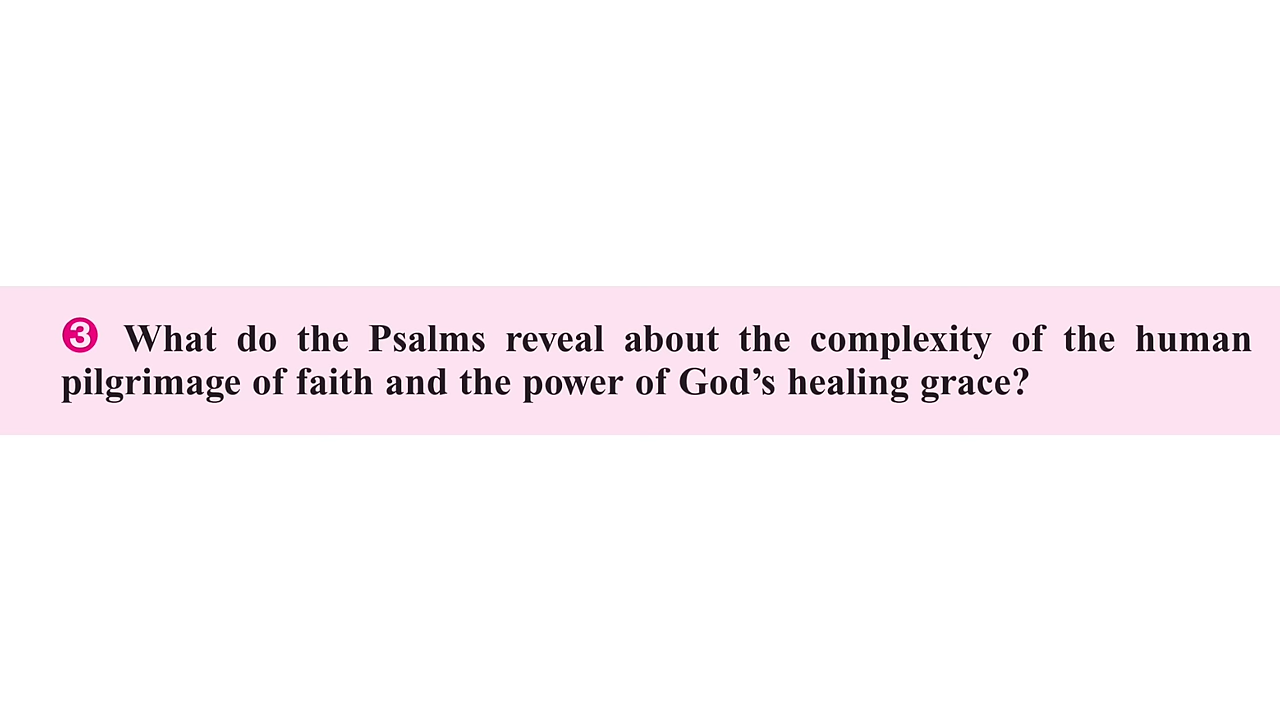 ❸ What do the Psalms reveal about the complexity of the human
pilgrimage of faith and the power of God’s healing grace?